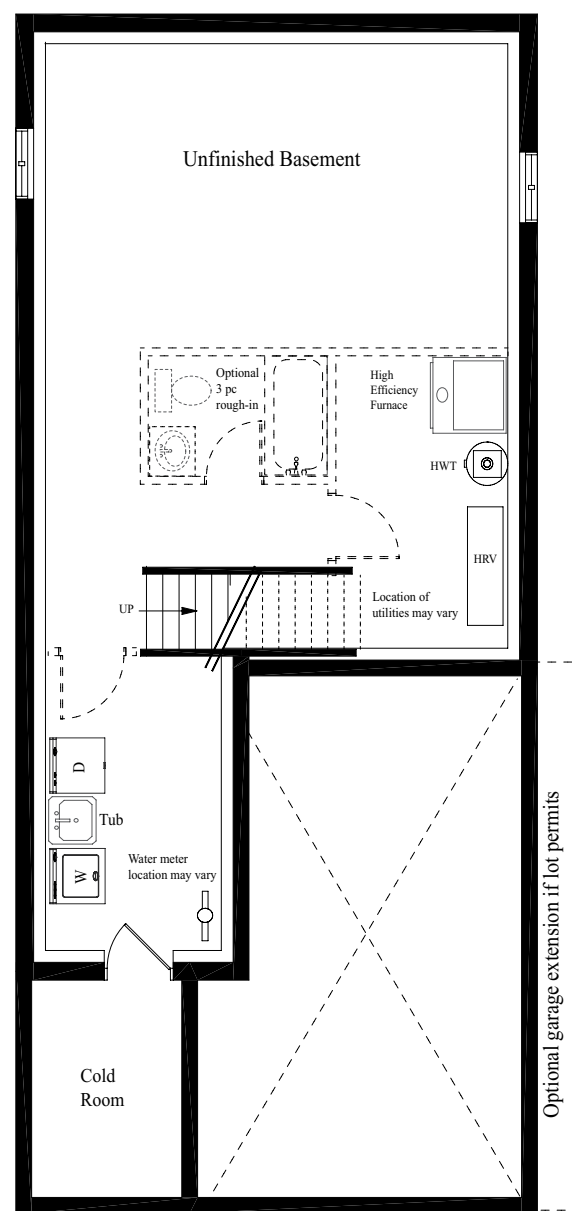 Unfinished Basement
Optional
3 pc
rough-in
High
Efficiency
Furnace
HWT
HRV
Location of
utilities may vary
UP
D
Tub
W
Water meter
location may vary
Cold
Room
Optional garage extension if lot permits